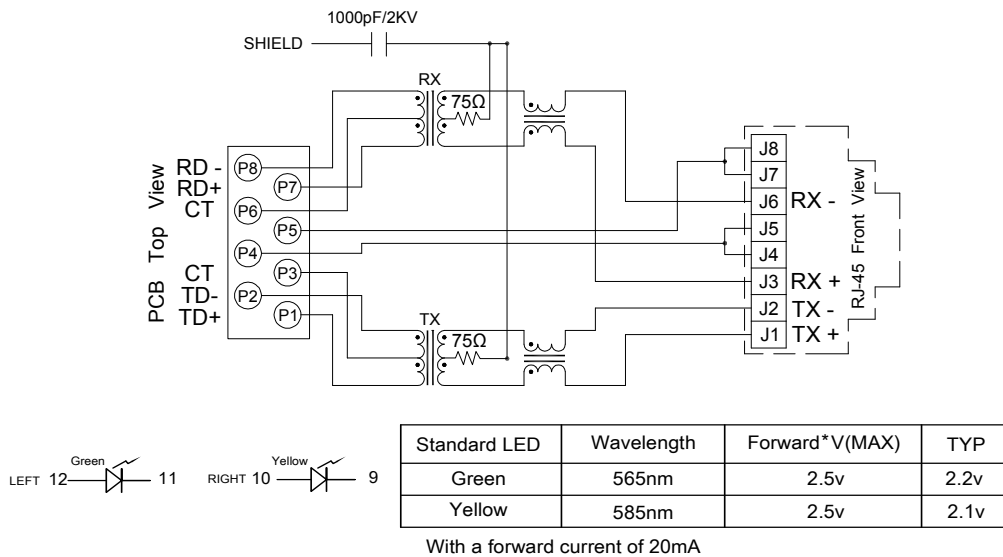 1000pF/2KV
SHIELD
RX
75Ω
PCB Top View
RD -
RD+
CT
CT
TD-
TD+
P8
P7
P6
P5
P4
P3
P2
P1
TX
75Ω
J8
J7
J6 RX -
J5
J4
J3 RX +
J2 TX -
J1 TX +
RJ-45 Front View
LEFT 12 Green 11
RIGHT 10 Yellow 9
Standard LED Wavelength Forward*V(MAX) TYP
Green 565nm 2.5v 2.2v
Yellow 585nm 2.5v 2.1v
With a forward current of 20mA